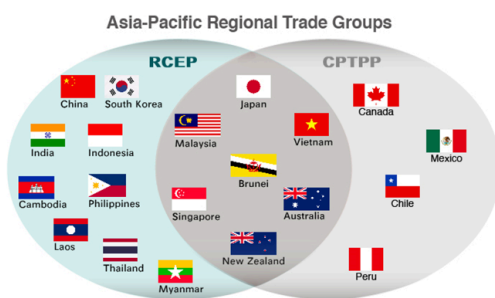 Asia-Pacific Regional Trade Groups
RCEP
CPTPP
China
South Korea
Japan
Canada
Malaysia
Vietnam
India
Indonesia
Mexico
Brunei
Cambodia
Philippines
Singapore
Australia
Chile
Laos
Thailand
New Zealand
Peru
Myanmar